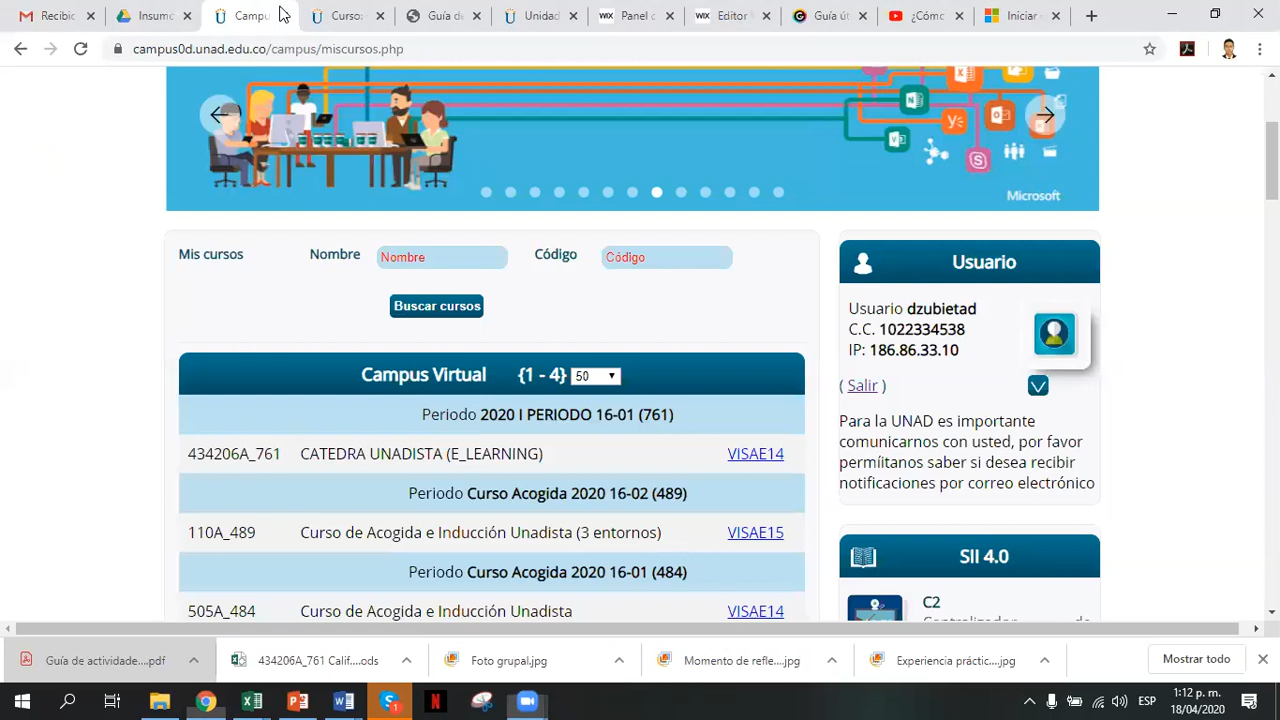 Recibic
Insumo
Campu
Curso:
Guía de
Unidad
WIX Panel c
WIX Editor
Guía út
¿Cómo
Iniciar
campus0d.unad.edu.co/campus/miscursos.php
Microsoft
Mis cursos Nombre Nombre Código Código
Buscar cursos
Campus Virtual {1 - 4} 50
Periodo 2020 I PERIODO 16-01 (761)
434206A_761 CATEDRA UNADISTA (E_LEARNING) VISAE14
Periodo Curso Acogida 2020 16-02 (489)
110A_489 Curso de Acogida e Inducción Unadista (3 entornos) VISAE15
Periodo Curso Acogida 2020 16-01 (484)
505A_484 Curso de Acogida e Inducción Unadista VISAE14
Usuario
Usuario dzubietad
C.C. 1022334538
IP: 186.86.33.10
( Salir )
Para la UNAD es importante
comunicarnos con usted, por favor
permíitanos saber si desea recibir
notificaciones por correo electrónico
SII 4.0
C2
Guía de actividade....pdf
434206A_761 Calif....ods
Foto grupal.jpg
Momento de refle....jpg
Experiencia práctic....jpg
Mostrar todo
ESP
1:12 p. m.
18/04/2020